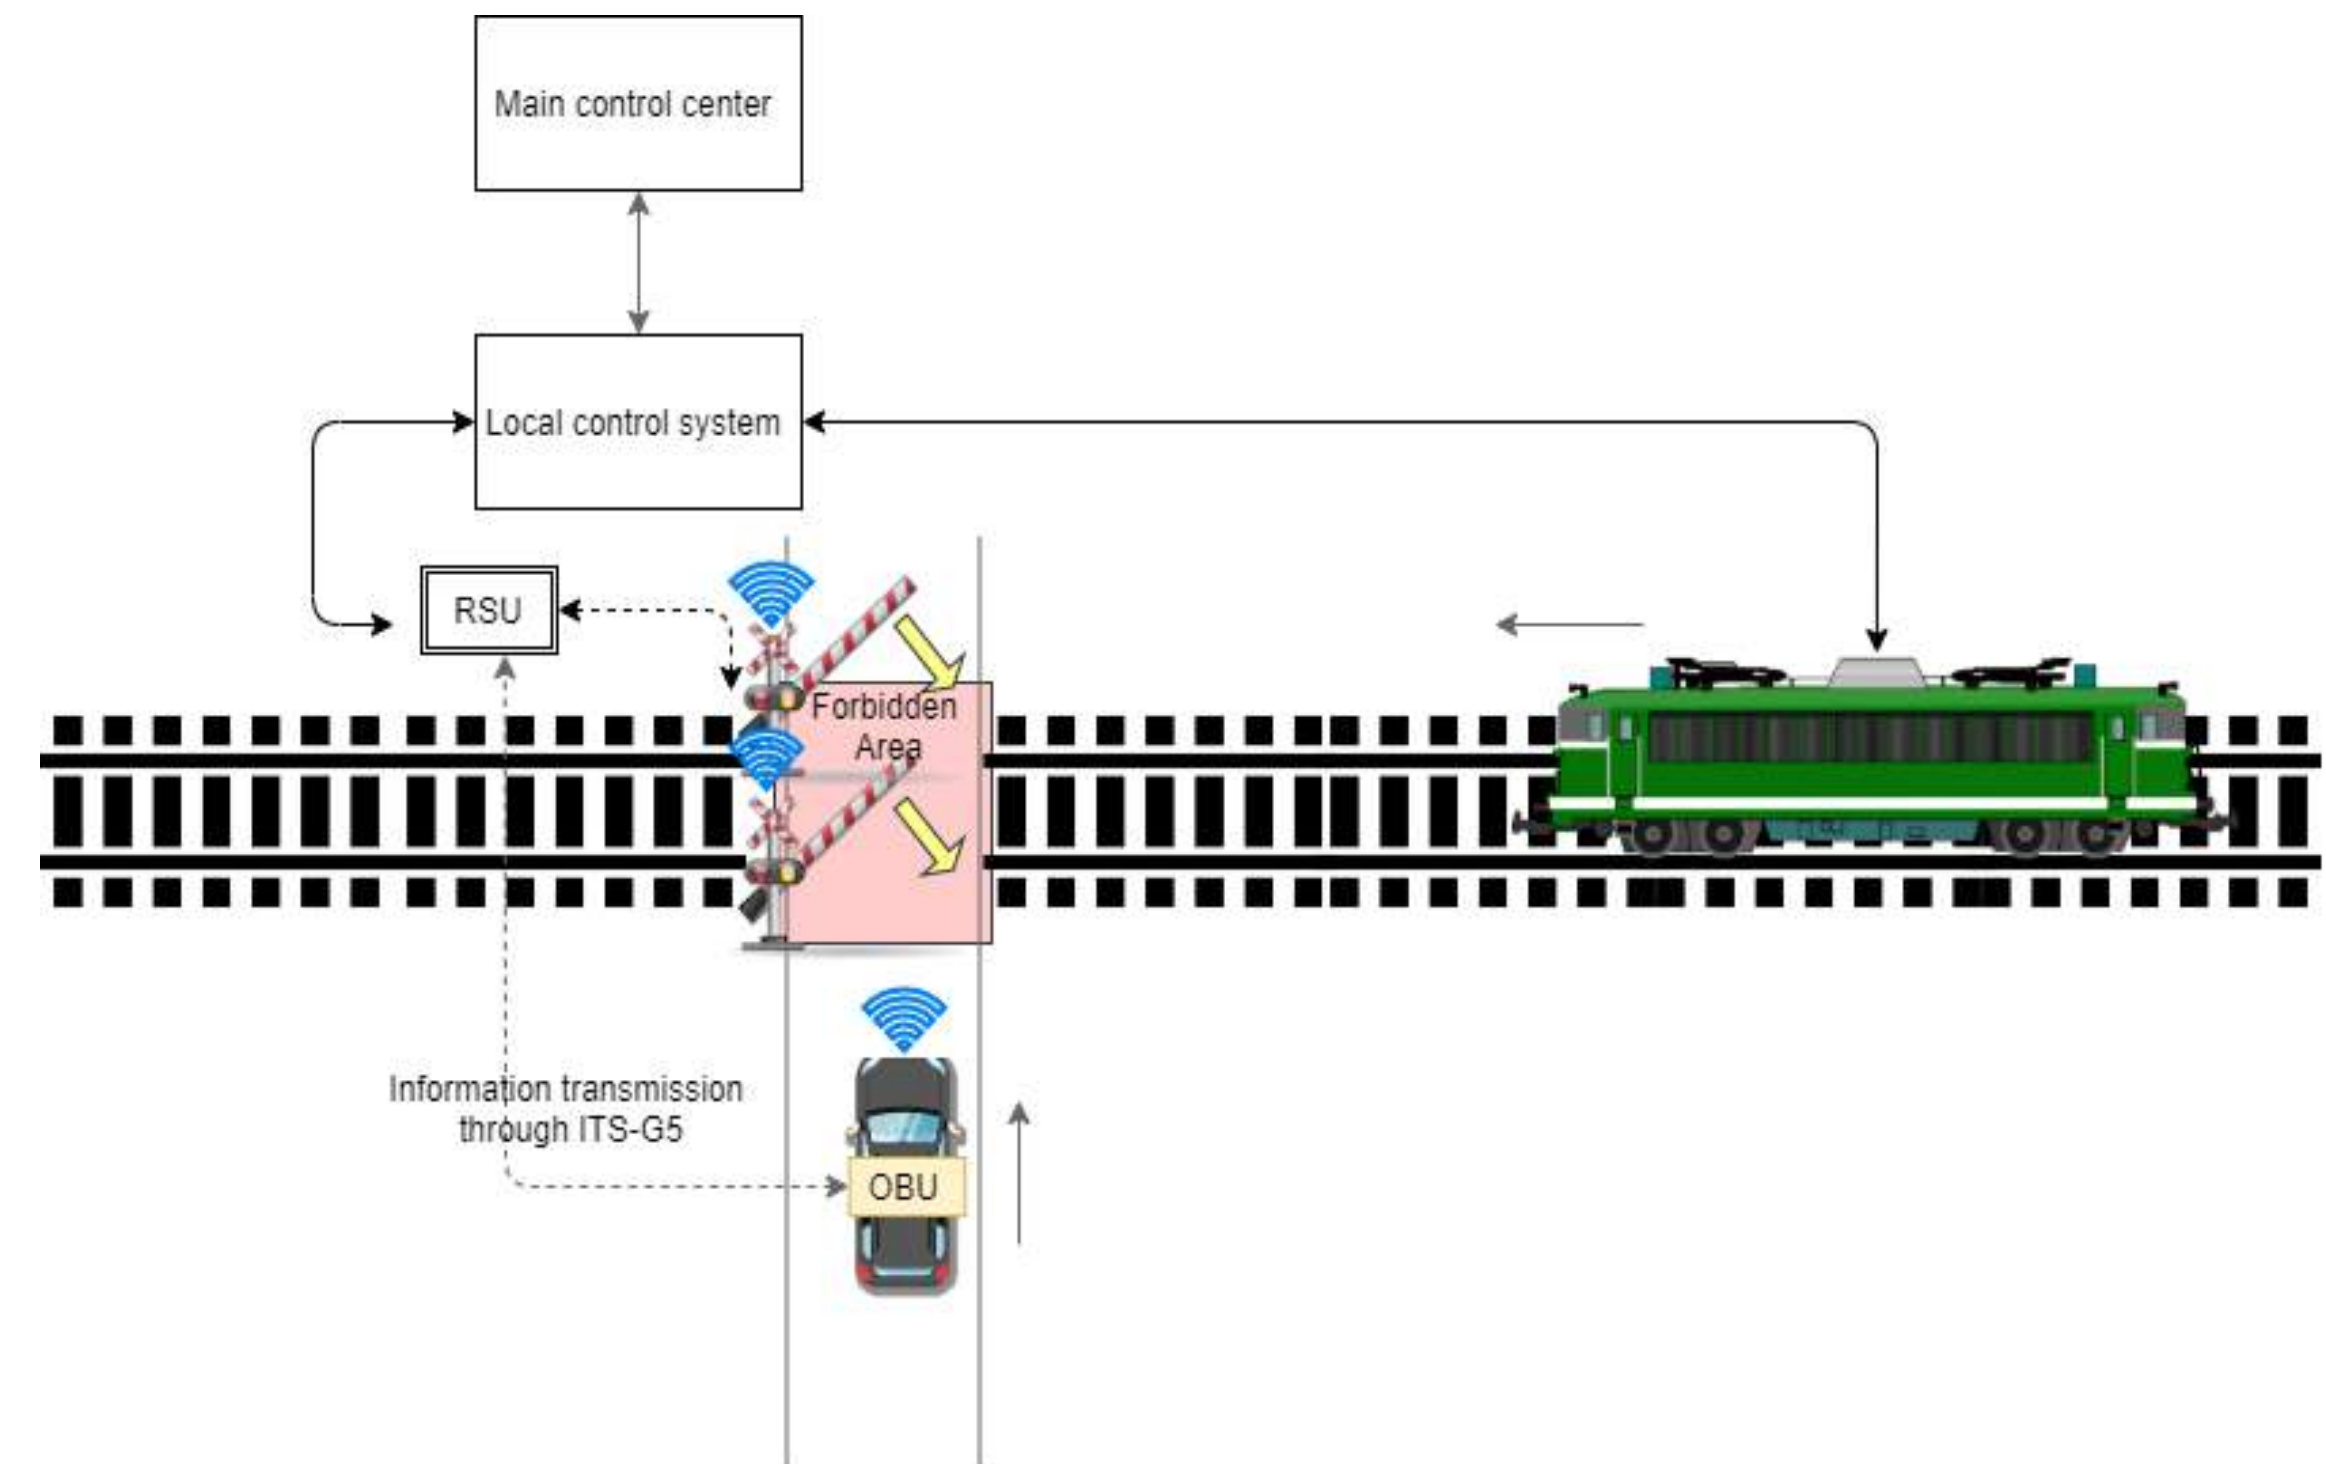 Main control center
Local control system
RSU
Forbidden
Area
Information transmission
through ITS-G5
OBU